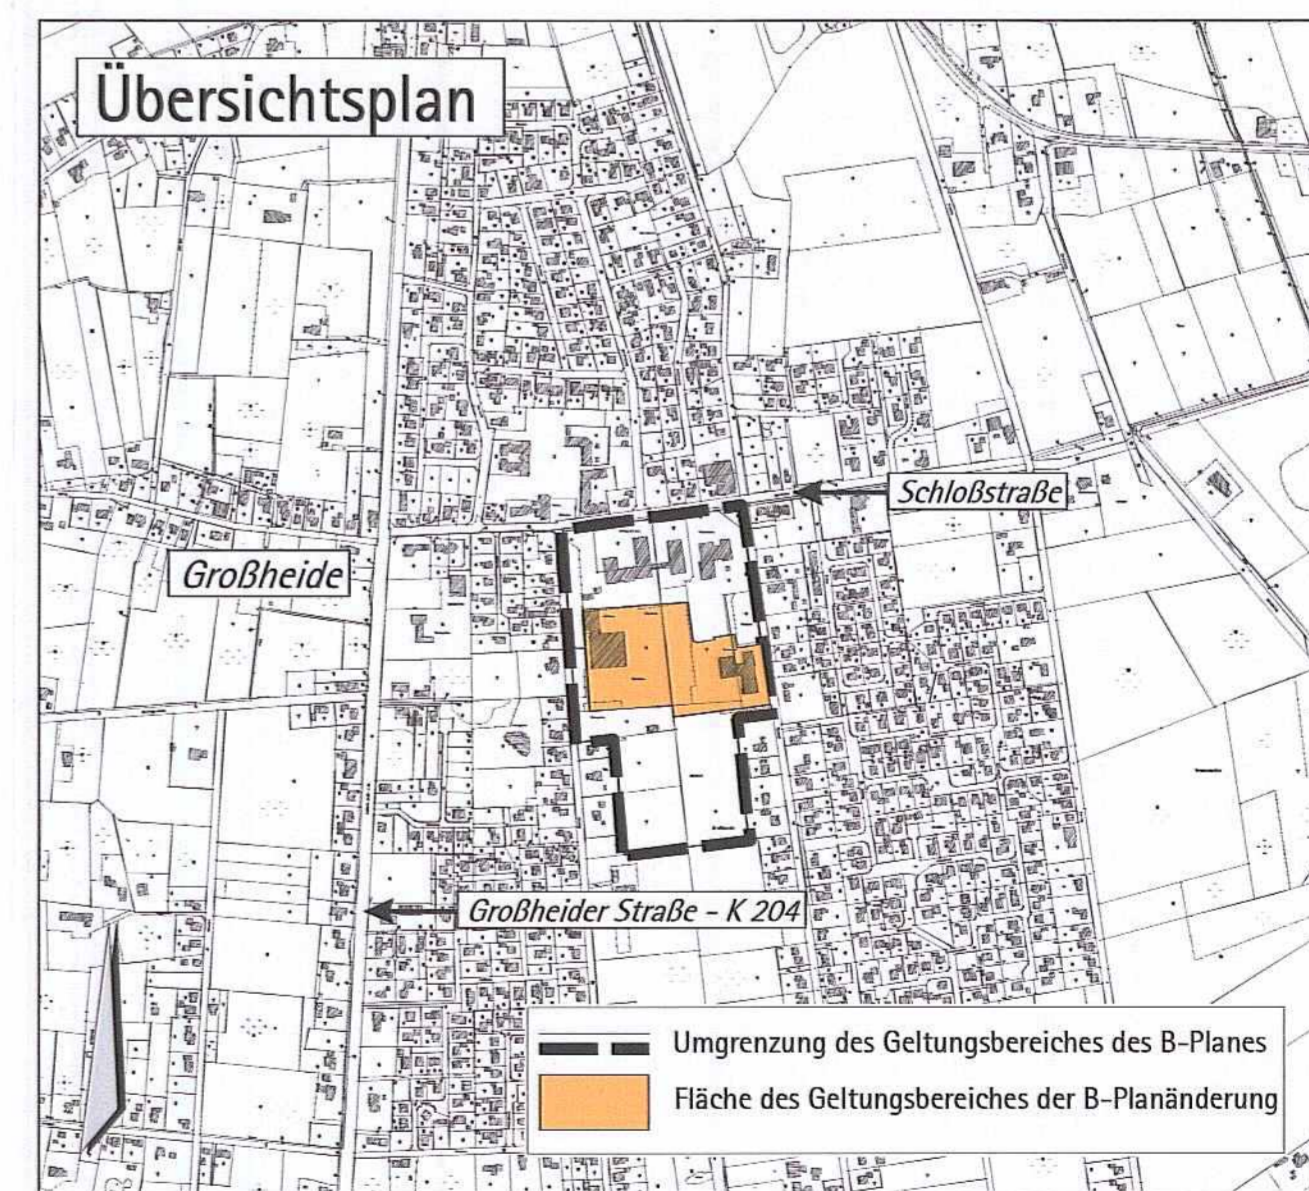 Übersichtsplan
Schloßstraße
Großheide
Großheider Straße - K 204
Umgrenzung des Geltungsbereiches des B-Planes
Fläche des Geltungsbereiches der B-Planänderung